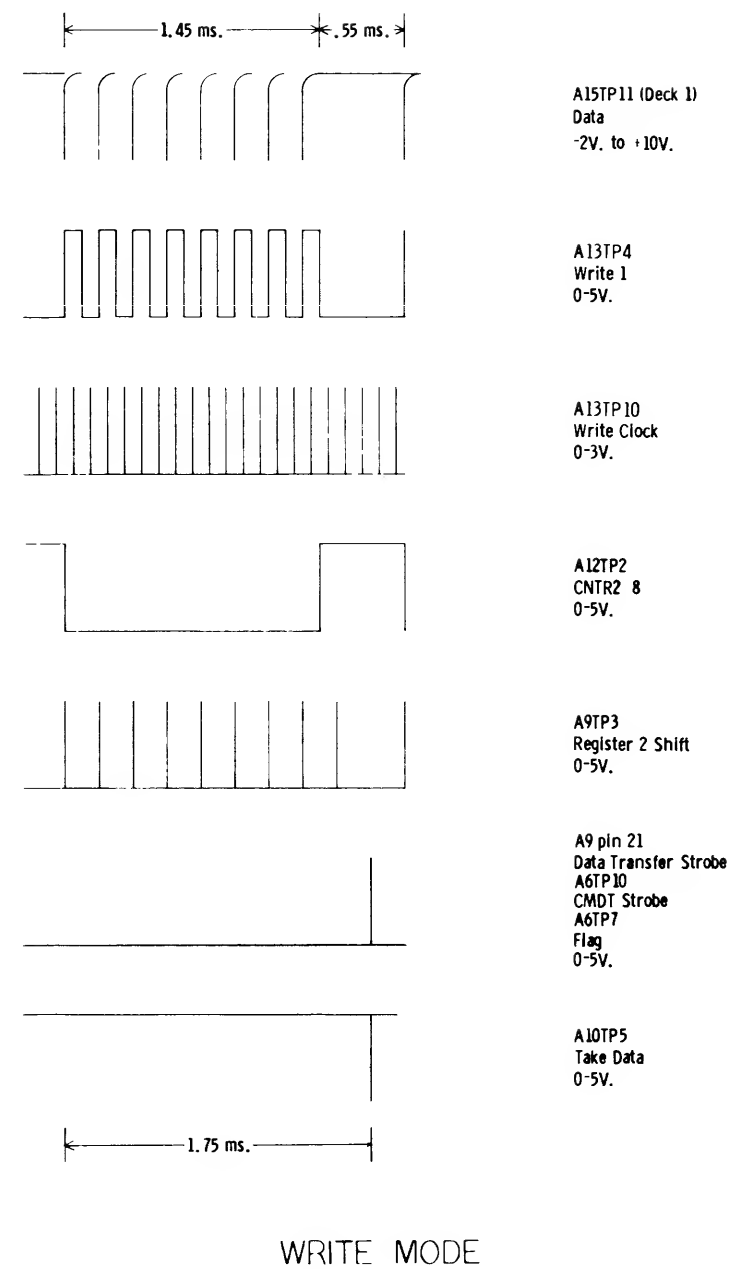 1.45 ms.
.55 ms.
A15TP11 (Deck 1)
Data
-2V. to +10V.
A13TP4
Write 1
0-5V.
A13TP10
Write Clock
0-3V.
A12TP2
CNTR2 8
0-5V.
A9TP3
Register 2 Shift
0-5V.
A9 pin 21
Data Transfer Strobe
A6TP10
CMDT Strobe
A6TP7
Flag
0-5V.
A10TP5
Take Data
0-5V.
1.75 ms.
WRITE MODE